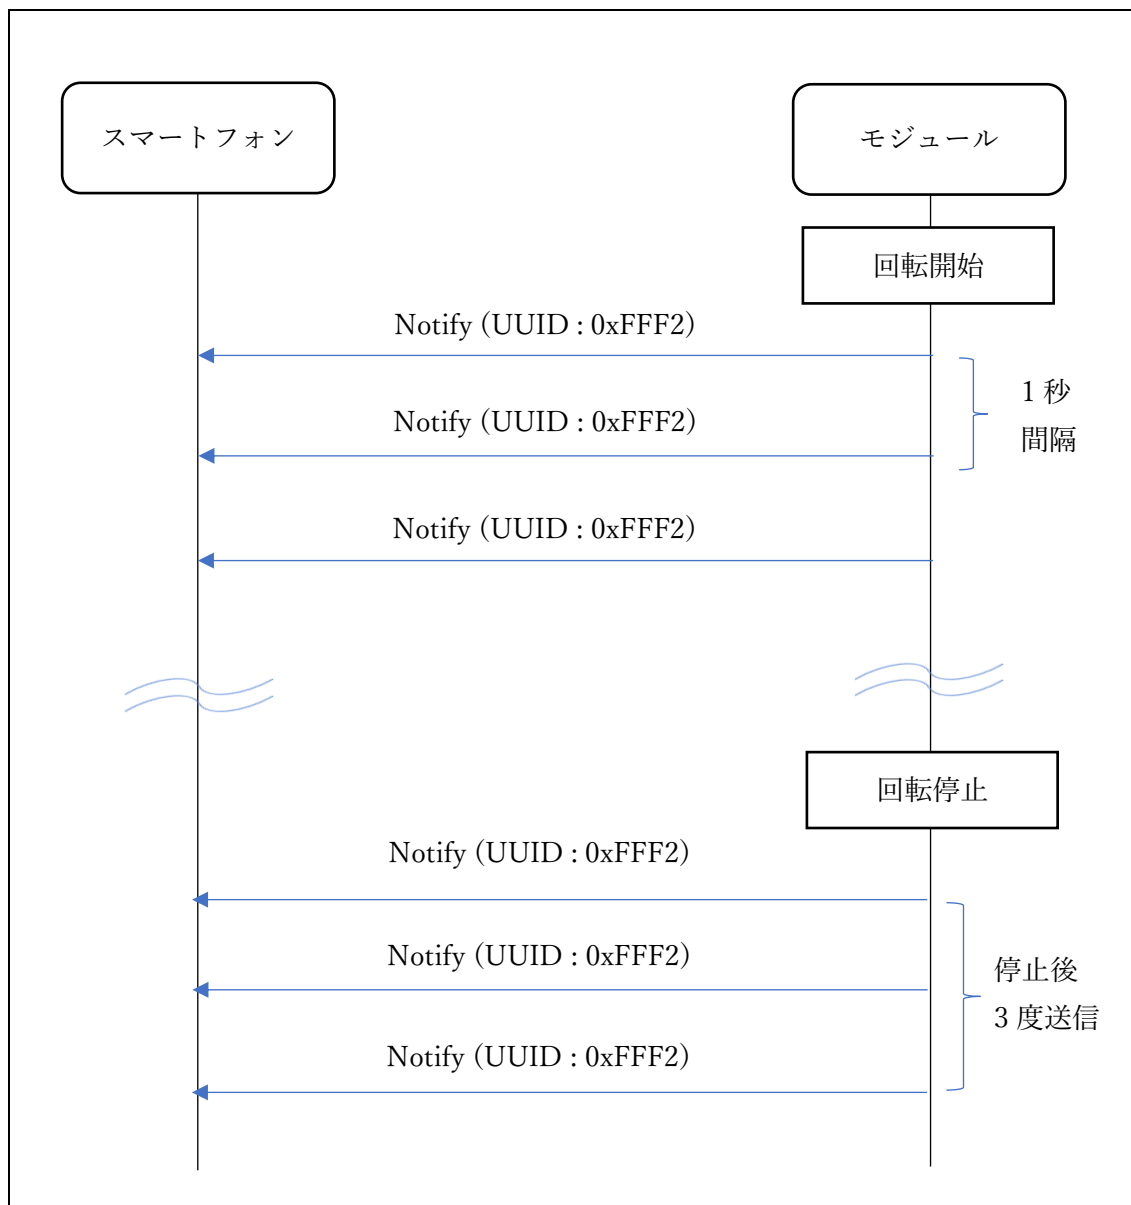 スマートフォン
モジュール
回転開始
Notify (UUID : 0xFFF2)
1 秒
間隔
Notify (UUID : 0xFFF2)
Notify (UUID : 0xFFF2)
回転停止
Notify (UUID : 0xFFF2)
Notify (UUID : 0xFFF2)
停止後
3 度送信
Notify (UUID : 0xFFF2)